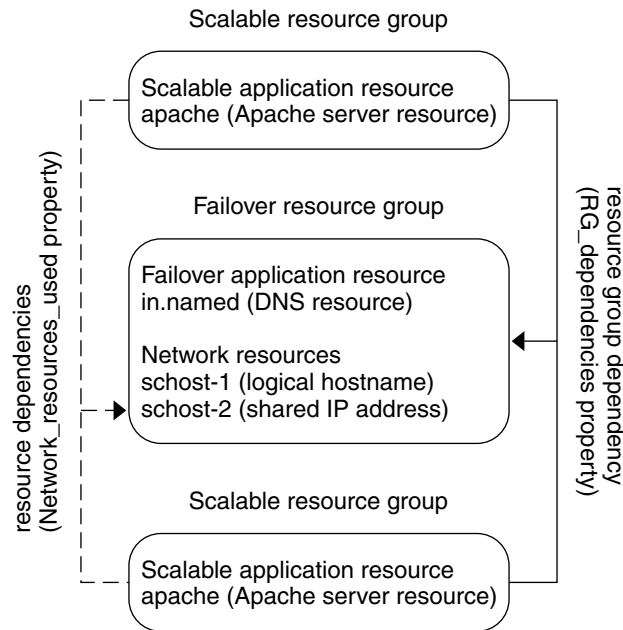 Scalable resource group
Scalable application resource
apache (Apache server resource)
Failover resource group
Failover application resource
in.named (DNS resource)
Network resources
schost-1 (logical hostname)
schost-2 (shared IP address)
Scalable resource group
Scalable application resource
apache (Apache server resource)
resource dependencies
(Network_resources_used property)
resource group dependency
(RG_dependencies property)